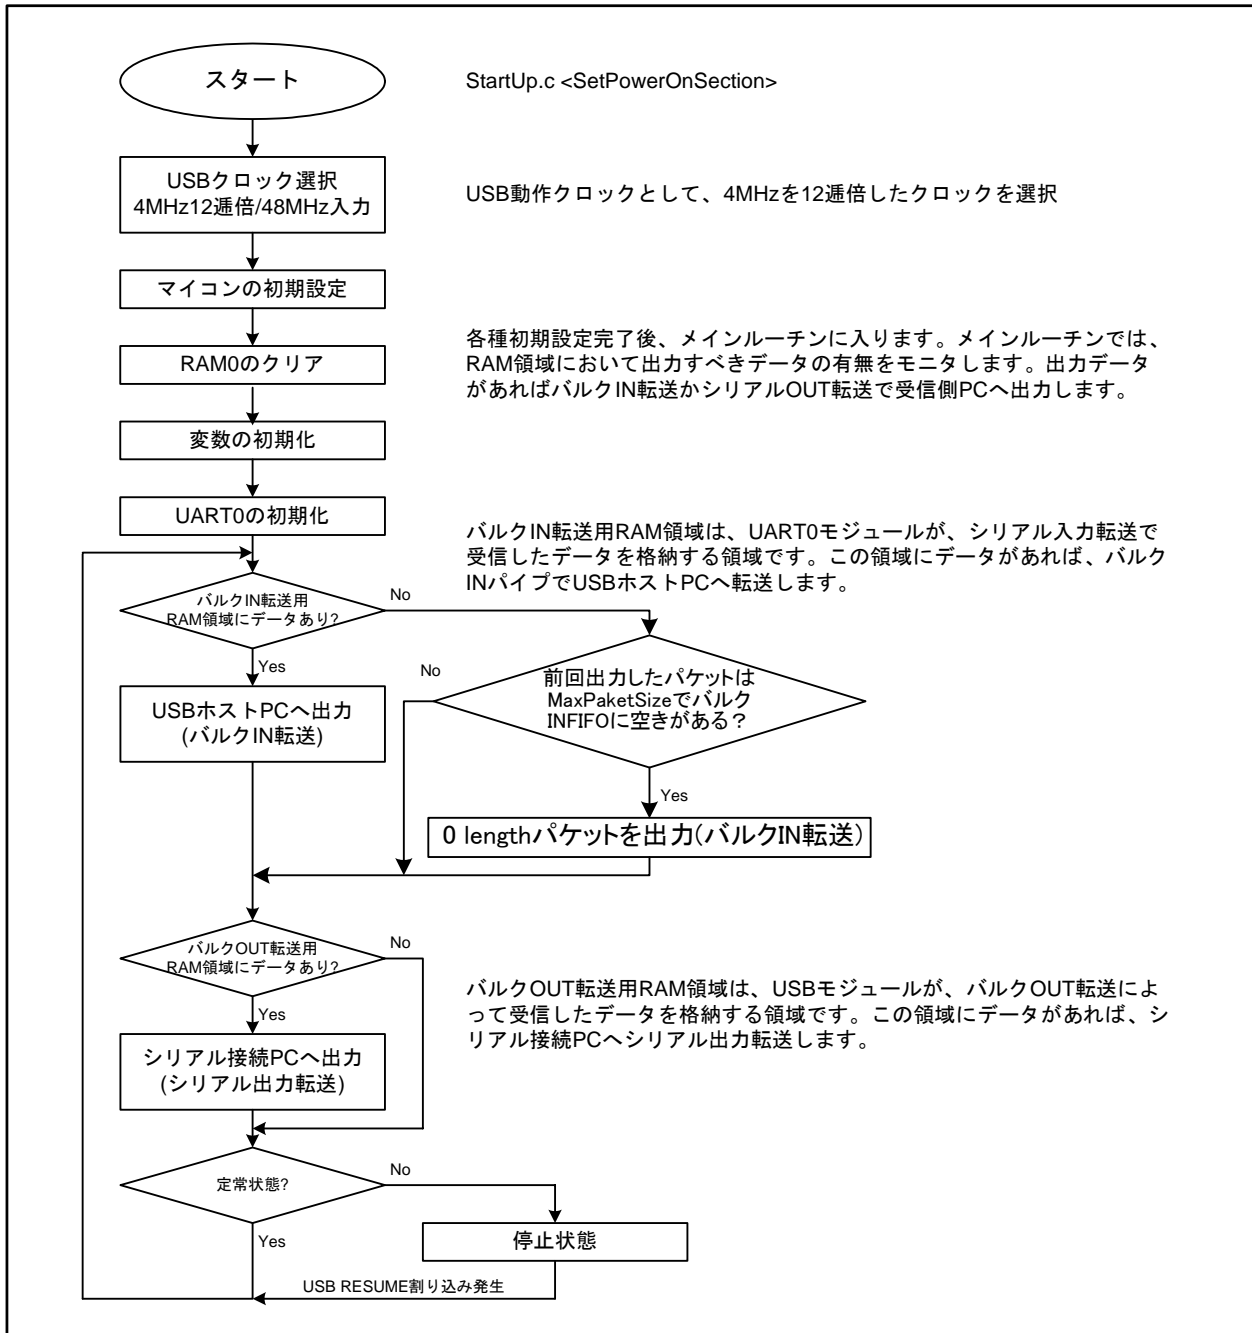 スタート
StartUp.c <SetPowerOnSection>
USBクロック選択
4MHz12逓倍/48MHz入力
USB動作クロックとして、4MHzを12逓倍したクロックを選択
マイコンの初期設定
各種初期設定完了後、メインルーチンに入ります。メインルーチンでは、
RAM領域において出力すべきデータの有無をモニタします。出力データ
があればバルクIN転送かシリアルOUT転送で受信側PCへ出力します。
RAM0のクリア
変数の初期化
UART0の初期化
バルクIN転送用RAM領域は、UART0モジュールが、シリアル入力転送で
受信したデータを格納する領域です。この領域にデータがあれば、バルク
INパイプでUSBホストPCへ転送します。
バルクIN転送用
RAM領域にデータあり?
No
Yes
No
前回出力したパケットは
MaxPaketSizeでバルク
INFIFOに空きがある？
USBホストPCへ出力
(バルクIN転送)
Yes
0 lengthパケットを出力(バルクIN転送)
バルクOUT転送用
RAM領域にデータあり?
No
Yes
バルクOUT転送用RAM領域は、USBモジュールが、バルクOUT転送によ
って受信したデータを格納する領域です。この領域にデータがあれば、シ
リアル接続PCへシリアル出力転送します。
シリアル接続PCへ出力
(シリアル出力転送)
定常状態?
No
Yes
停止状態
USB RESUME割り込み発生